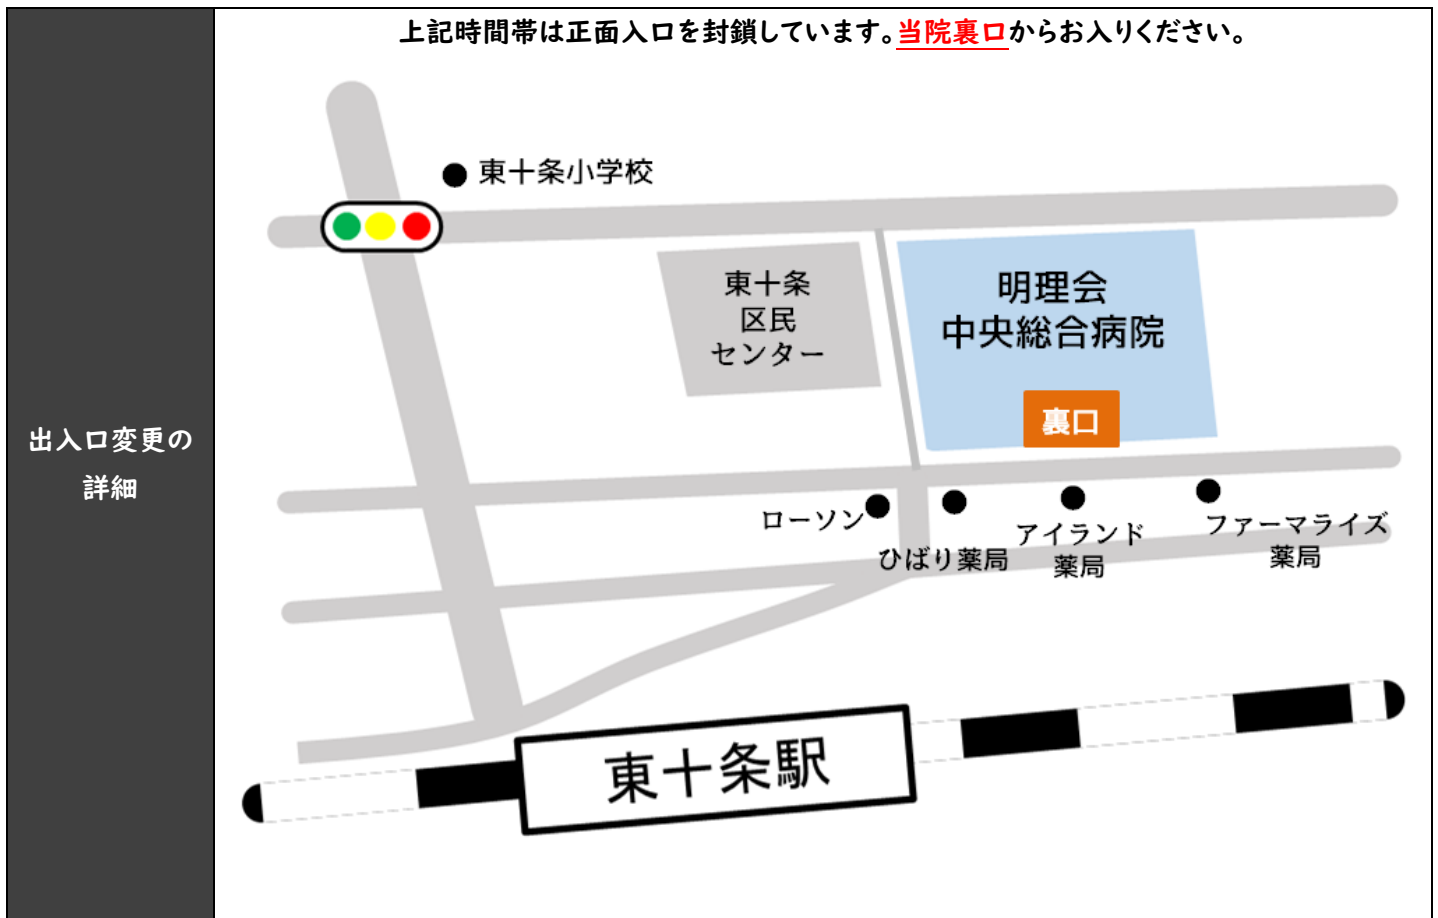 上記時間帯は正面入口を封鎖しています。当院裏口からお入りください。
出入口変更の
詳細
東十条小学校
東十条
区民
センター
明理会
中央総合病院
裏口
ローソン
ひばり薬局
アイランド
薬局
ファーマライズ
薬局
東十条駅